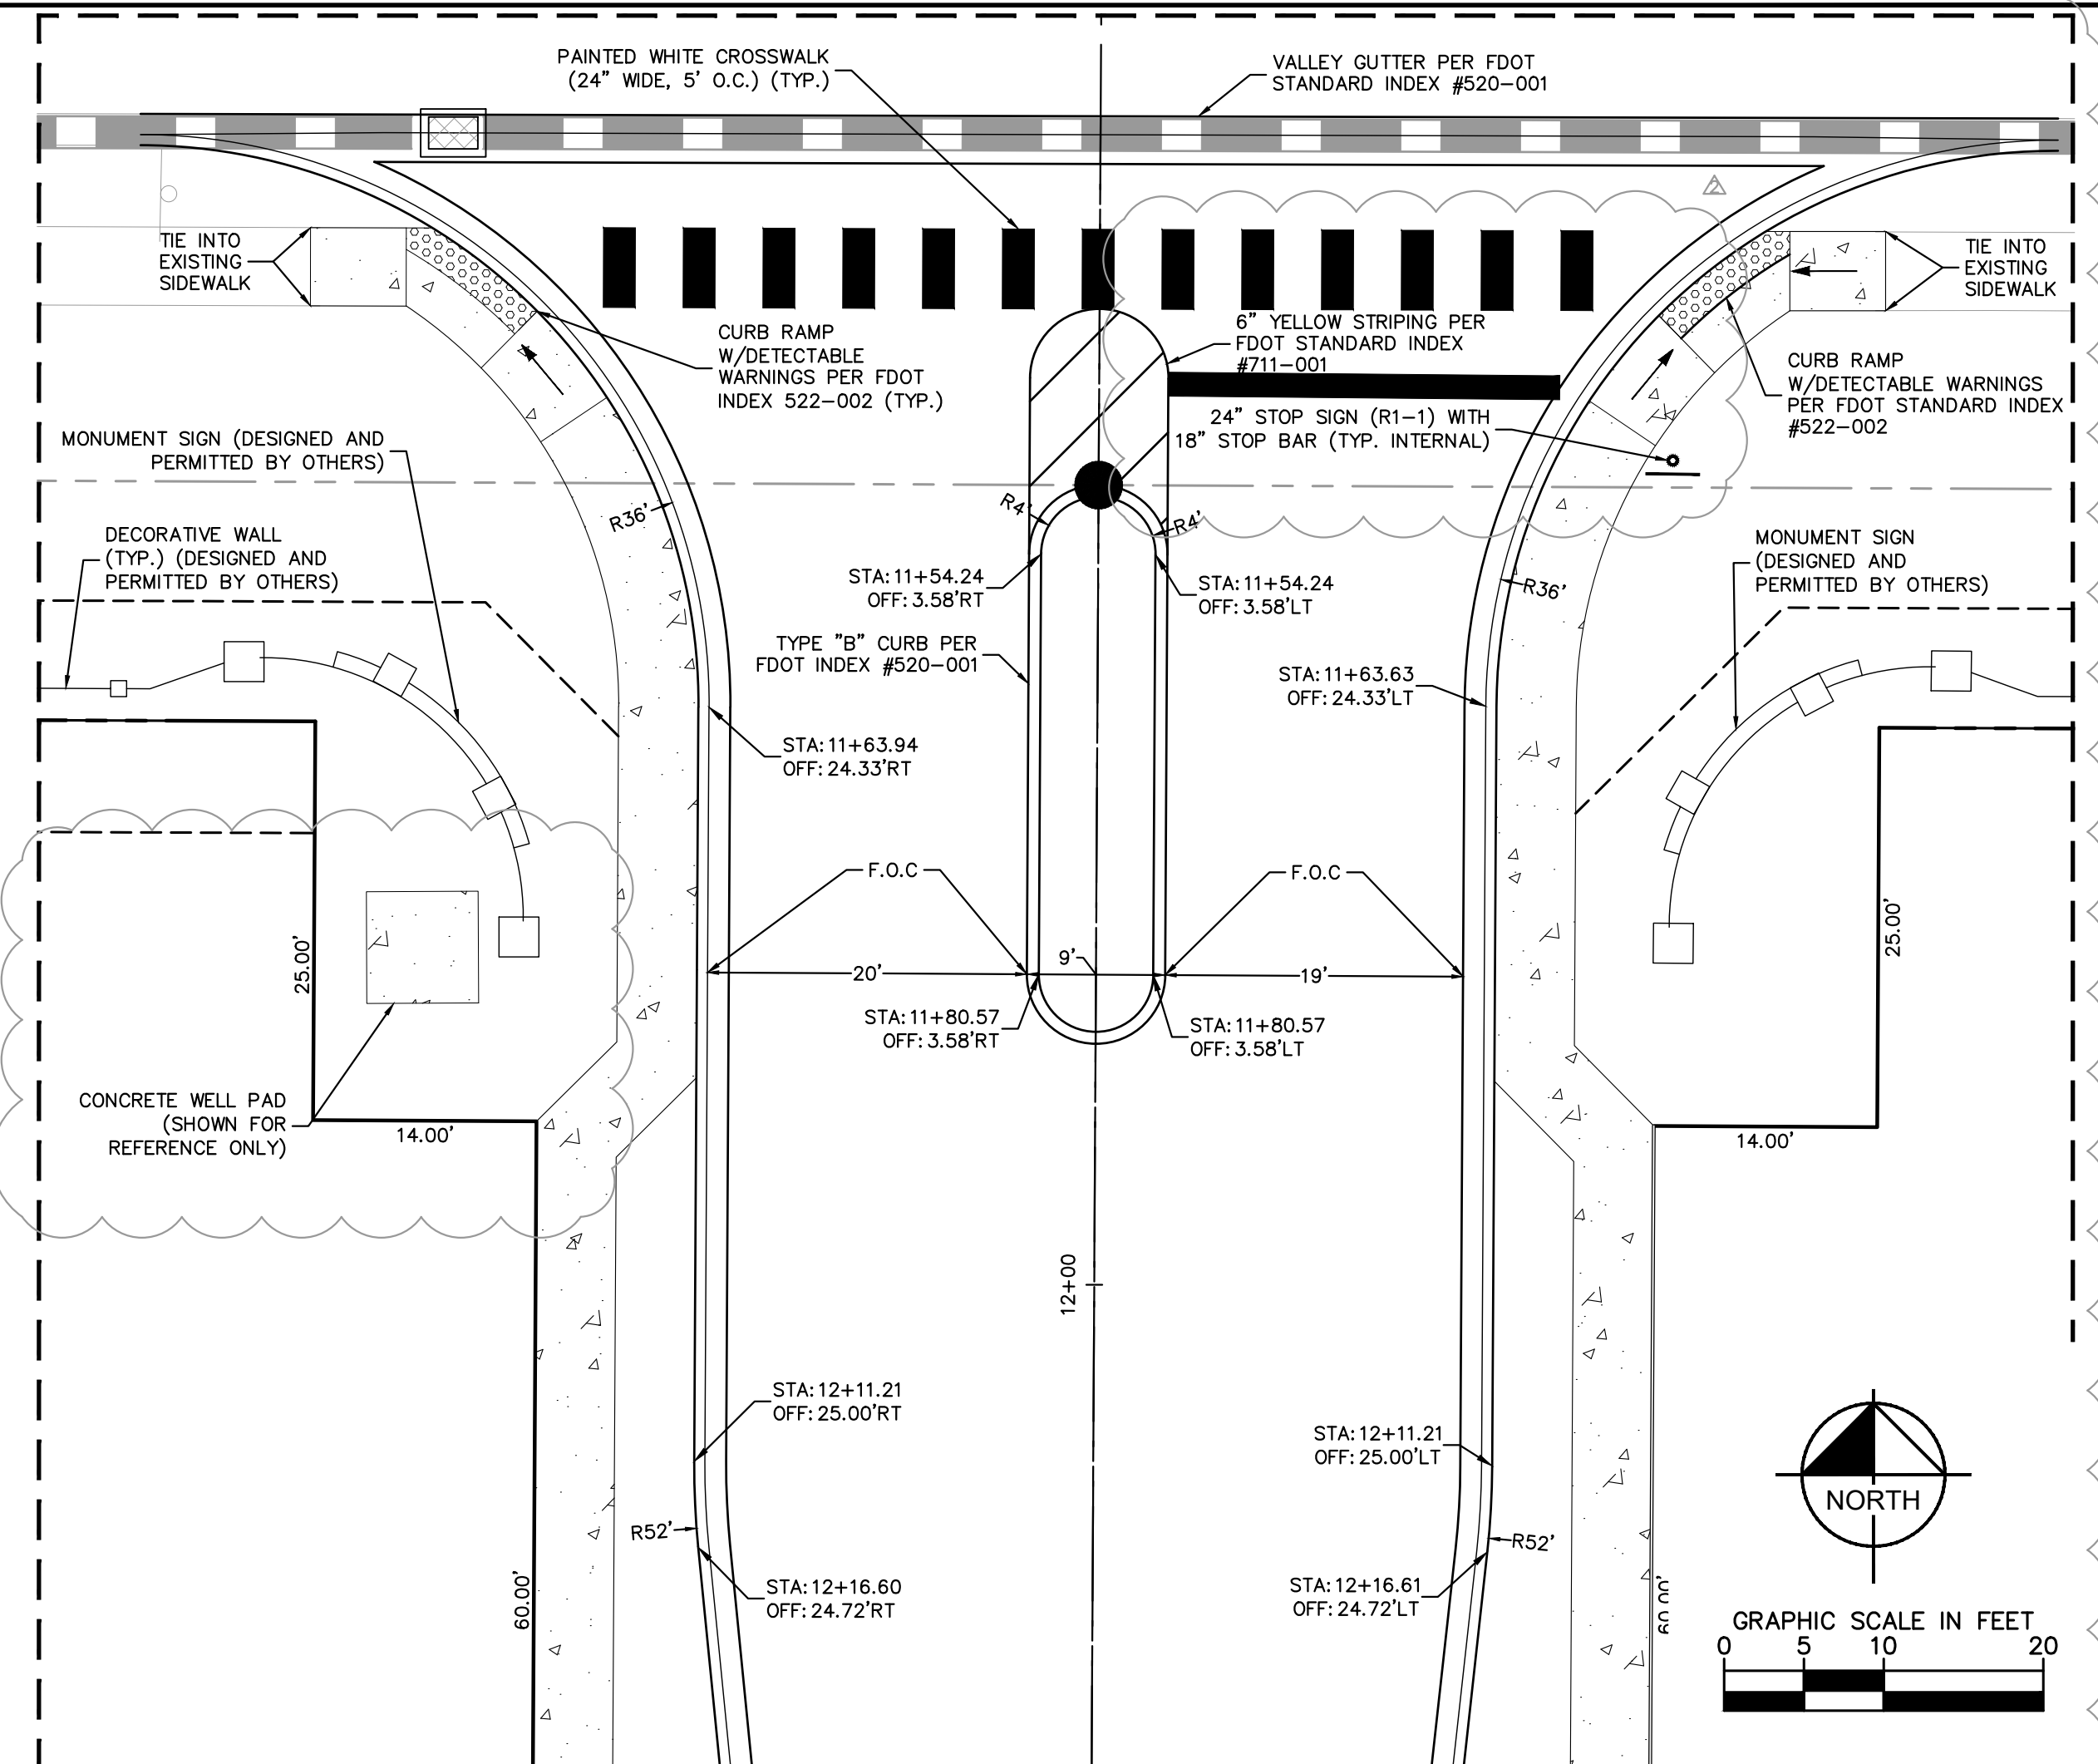 PAINTED WHITE CROSSWALK
(24" WIDE, 5' O.C.) (TYP.)
VALLEY GUTTER PER FDOT
STANDARD INDEX #520-001
2
TIE INTO
EXISTING
SIDEWALK
TIE INTO
EXISTING
SIDEWALK
CURB RAMP
W/DETECTABLE
WARNINGS PER FDOT
INDEX 522-002 (TYP.)
6" YELLOW STRIPING PER
FDOT STANDARD INDEX
#711-001
CURB RAMP
W/DETECTABLE WARNINGS
PER FDOT STANDARD INDEX
#522-002
24" STOP SIGN (R1-1) WITH
18" STOP BAR (TYP. INTERNAL)
MONUMENT SIGN (DESIGNED AND
PERMITTED BY OTHERS)
R36'
R4'
R4'
DECORATIVE WALL
(TYP.) (DESIGNED AND
PERMITTED BY OTHERS)
MONUMENT SIGN
(DESIGNED AND
PERMITTED BY OTHERS)
STA: 11+54.24
OFF: 3.58'RT
STA: 11+54.24
OFF: 3.58'LT
R36'
TYPE "B" CURB PER
FDOT INDEX #520-001
STA: 11+63.63
OFF: 24.33'LT
STA: 11+63.94
OFF: 24.33'RT
F.O.C
F.O.C
25.00'
25.00'
20'
9'
19'
STA: 11+80.57
OFF: 3.58'RT
STA: 11+80.57
OFF: 3.58'LT
CONCRETE WELL PAD
(SHOWN FOR
REFERENCE ONLY)
14.00'
14.00'
12+00
STA: 12+11.21
OFF: 25.00'RT
STA: 12+11.21
OFF: 25.00'LT
NORTH
R52'
R52'
60.00'
STA: 12+16.60
OFF: 24.72'RT
STA: 12+16.61
OFF: 24.72'LT
60.00'
GRAPHIC SCALE IN FEET
0 5 10 20